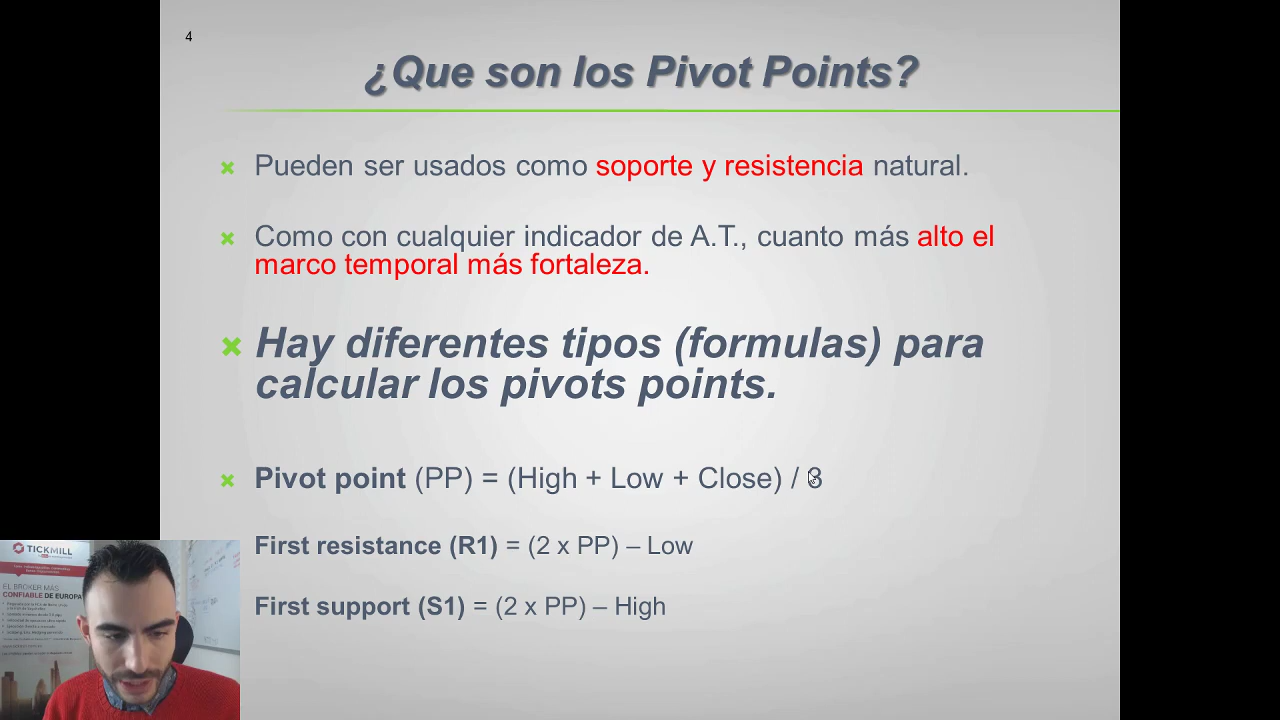 4
¿Que son los Pivot Points?
Pueden ser usados como soporte y resistencia natural.
Como con cualquier indicador de A.T., cuanto más alto el
marco temporal más fortaleza.
Hay diferentes tipos (formulas) para
calcular los pivots points.
Pivot point (PP) = (High + Low + Close) / 3
First resistance (R1) = (2 x PP) – Low
First support (S1) = (2 x PP) – High
TICKMILL
EL BRÓKER MÁS
CONFIABLE DE EUROPA